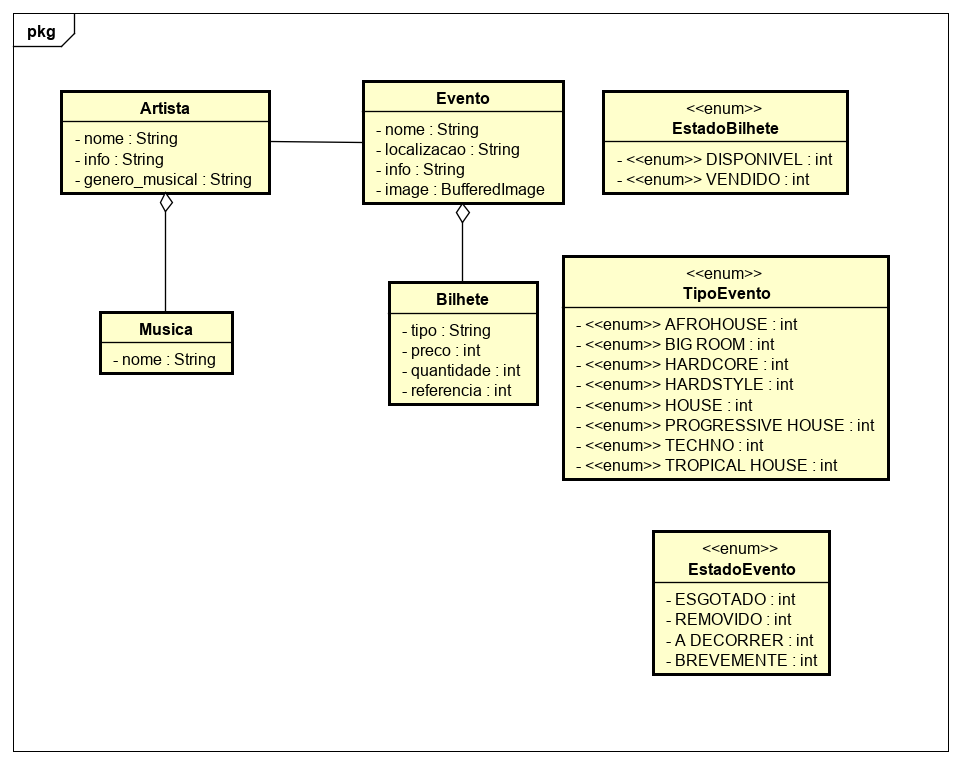 pkg
Artista
- nome : String
- info : String
- genero_musical : String
Evento
- nome : String
- localizacao : String
- info : String
- image : BufferedImage
<<enum>>
EstadoBilhete
- <<enum>> DISPONIVEL : int
- <<enum>> VENDIDO : int
Musica
- nome : String
Bilhete
- tipo : String
- preco : int
- quantidade : int
- referencia : int
<<enum>>
TipoEvento
- <<enum>> AFROHOUSE : int
- <<enum>> BIG ROOM : int
- <<enum>> HARDCORE : int
- <<enum>> HARDSTYLE : int
- <<enum>> HOUSE : int
- <<enum>> PROGRESSIVE HOUSE : int
- <<enum>> TECHNO : int
- <<enum>> TROPICAL HOUSE : int
<<enum>>
EstadoEvento
- ESGOTADO : int
- REMOVIDO : int
- A DECORRER : int
- BREVEMENTE : int